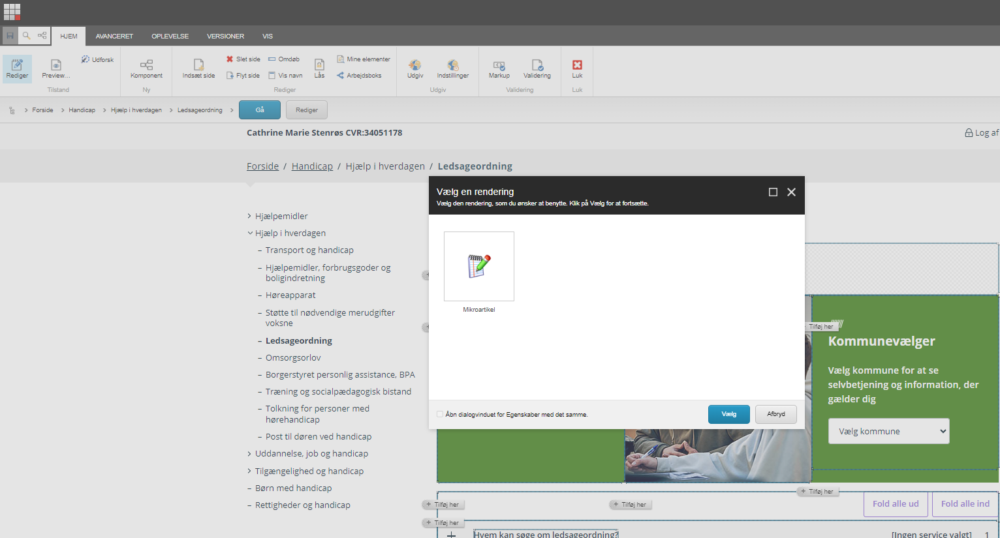 HJEM AVANCERET OPLEVELSE VERSIONER VIS
Rediger
Preview...
Udforsk
Tilstand
Komponent
Ny
Indsæt side
Slet side
Flyt side
Omdøb
Vis navn
Lås
Mine elementer
Arbejdsboks
Rediger
Udgiv
Indstillinger
Udgiv
Markup
Validering
Validering
Luk
Luk
Forside
Handicap
Hjælp i hverdagen
Ledsageordning
Gå
Rediger
Cathrine Marie Stenrøs CVR:34051178
Log af
Forside / Handicap / Hjælp i hverdagen / Ledsageordning
Hjælpemidler
Hjælp i hverdagen
– Transport og handicap
– Hjælpemidler, forbrugsgoder og
boligindretning
– Høreapparat
– Støtte til nødvendige merudgifter
voksne
– Ledsageordning
– Omsorgsorlov
– Borgerstyret personlig assistance, BPA
– Træning og socialpædagogisk bistand
– Tolkning for personer med
hørehandicap
– Post til døren ved handicap
Uddannelse, job og handicap
Tilgængelighed og handicap
– Børn med handicap
– Rettigheder og handicap
Vælg en rendering
Vælg den rendering, som du ønsker at benytte. Klik på Vælg for at fortsætte.
Mikroartikel
Åbn dialogvinduet for Egenskaber med det samme.
Vælg
Afbryd
Tilføj her
Kommunevælger
Vælg kommune for at se
selvbetjening og information, der
gælder dig
Vælg kommune
Tilføj her
Tilføj her
Tilføj her
Fold alle ud
Fold alle ind
Tilføj her
Hvem kan søge om ledsageordning?
[Ingen service valgt] 1